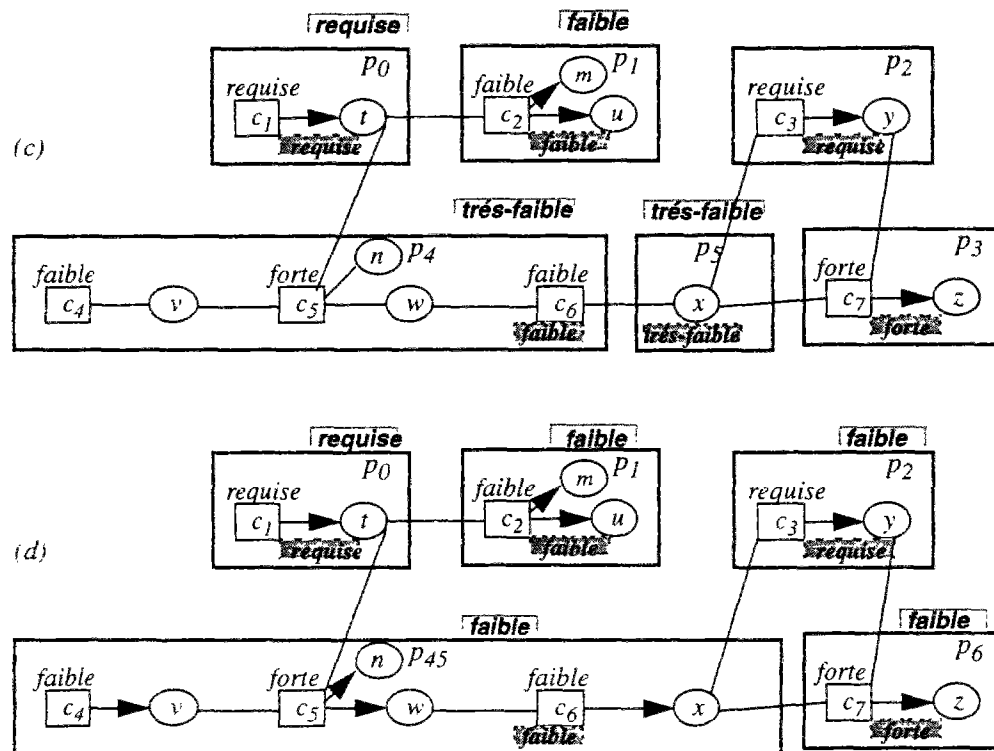 requise faible
p0 p1 p2
requise faible m requise
c1 t c2 u c3 y
(c) requise faible requise
trés-faible trés-faible
n p4 p5 p3
faible forte faible forte
c4 v c5 w c6 x c7 z
faible trés-faible forte
requise faible faible
p0 p1 p2
requise faible m requise
c1 t c2 u c3 y
(d) requise faible requise
faible faible
n p45 p6
faible forte faible forte
c4 v c5 w c6 x c7 z
faible forte